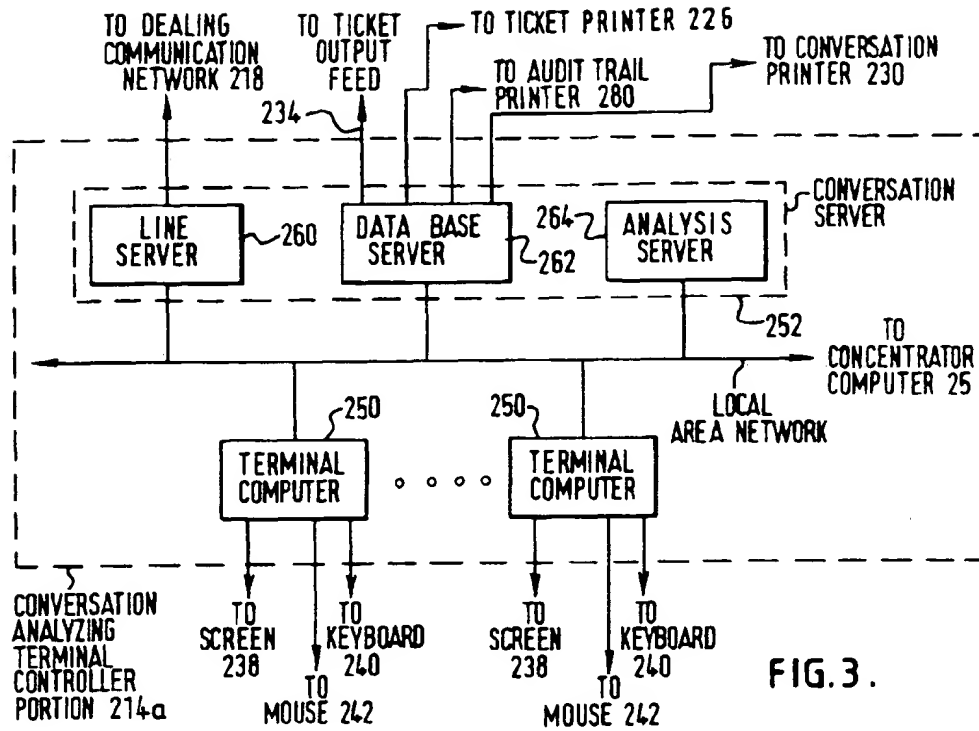 TO DEALING
COMMUNICATION
NETWORK 218
TO TICKET
OUTPUT
FEED
234
TO TICKET PRINTER 226
TO AUDIT TRAIL
PRINTER 280
TO CONVERSATION
PRINTER 230
LINE
SERVER
260
DATA BASE
SERVER
262
264
ANALYSIS
SERVER
CONVERSATION
SERVER
252
TO
CONCENTRATOR
COMPUTER 25
LOCAL
AREA NETWORK
250
TERMINAL
COMPUTER
250
TERMINAL
COMPUTER
CONVERSATION
ANALYZING
TERMINAL
CONTROLLER
PORTION 214a
TO
SCREEN
238
TO
MOUSE 242
TO
KEYBOARD
240
TO
SCREEN
238
TO
MOUSE 242
TO
KEYBOARD
240
FIG.3.